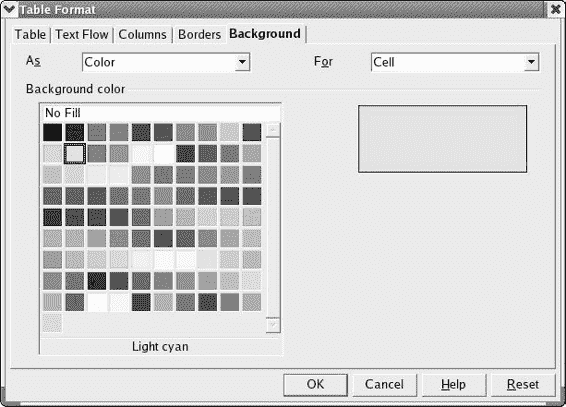 Table Format
Table Text Flow Columns Borders Background
As Color For Cell
Background color
No Fill
Light cyan
OK Cancel Help Reset